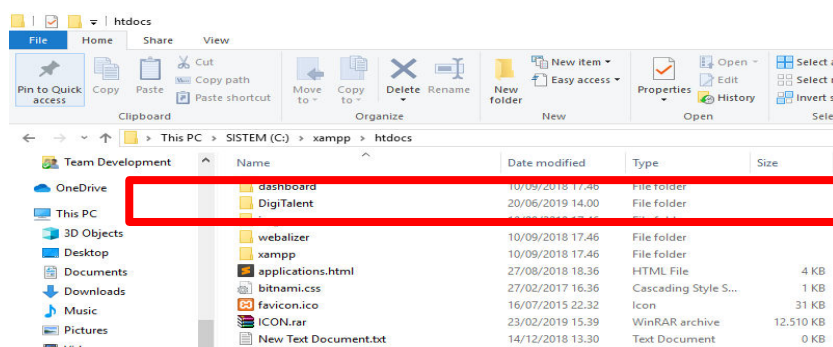 htdocs
File Home Share View
Pin to Quick access Copy Paste Cut Copy path Paste shortcut Move to Copy to Delete Rename New folder New item Easy access Properties Open Edit History Select a Select Invert s
Clipboard Organize New Open Sele
This PC > SISTEM (C:) > xampp > htdocs
Team Development Name Date modified Type Size
OneDrive dashboard 10/09/2018 17.46 File folder
This PC DigiTalent 20/06/2019 14.00 File folder
3D Objects webalizer 10/09/2018 17.46 File folder
Desktop xampp 10/09/2018 17.46 File folder
Documents applications.html 27/08/2018 18.36 HTML File 4 KB
Downloads bitnami.css 27/02/2017 16.36 Cascading Style S... 1 KB
Music favicon.ico 16/07/2015 22.32 Icon 31 KB
Pictures ICON.rar 23/02/2019 15.39 WinRAR archive 12.510 KB
New Text Document.txt 14/12/2018 13.30 Text Document 0 KB